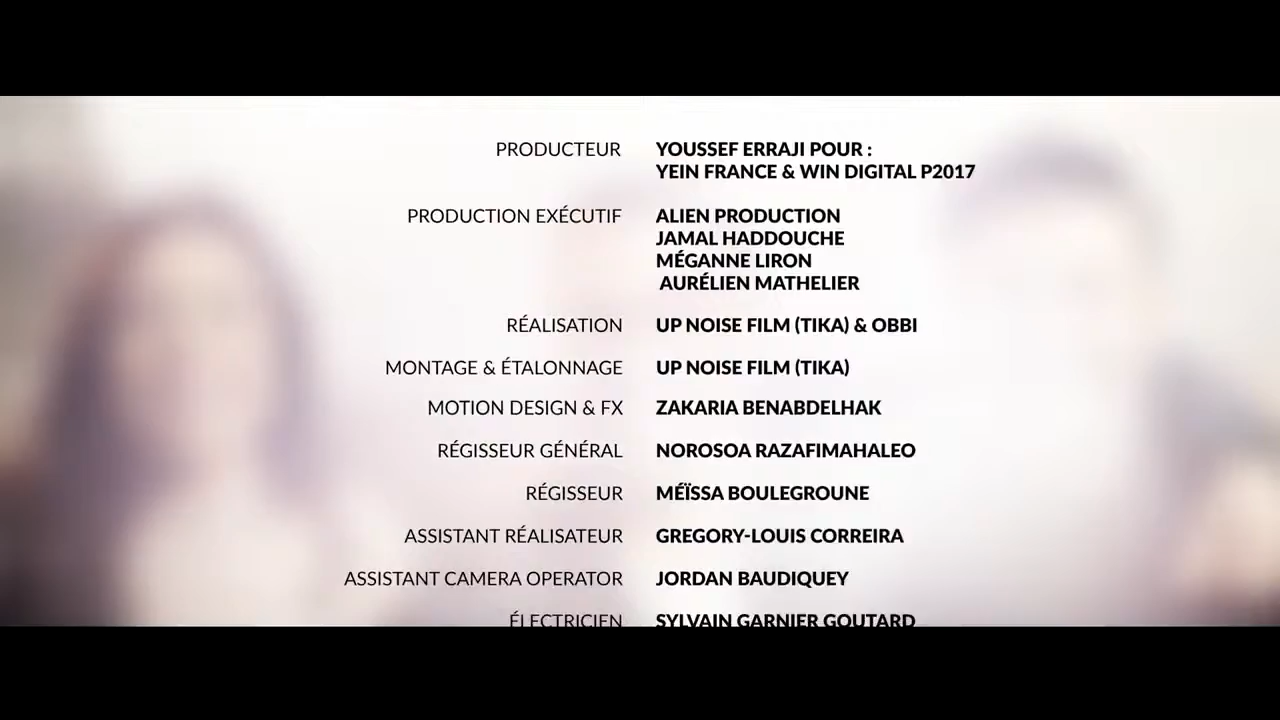 PRODUCTEUR YOUSSEF ERRAJI POUR :
YEIN FRANCE & WIN DIGITAL P2017
PRODUCTION EXÉCUTIF ALIEN PRODUCTION
JAMAL HADDOUCHE
MÉGANNE LIRON
AURÉLIEN MATHELIER
RÉALISATION UP NOISE FILM (TIKA) & OBBI
MONTAGE & ÉTALONNAGE UP NOISE FILM (TIKA)
MOTION DESIGN & FX ZAKARIA BENABDELHAK
RÉGISSEUR GÉNÉRAL NOROSOA RAZAFIMAHALEO
RÉGISSEUR MÉÏSSA BOULEGROUNE
ASSISTANT RÉALISATEUR GREGORY-LOUIS CORREIRA
ASSISTANT CAMERA OPERATOR JORDAN BAUDIQUEY
ÉLECTRICIEN SYLVAIN GARNIER GOUTARD